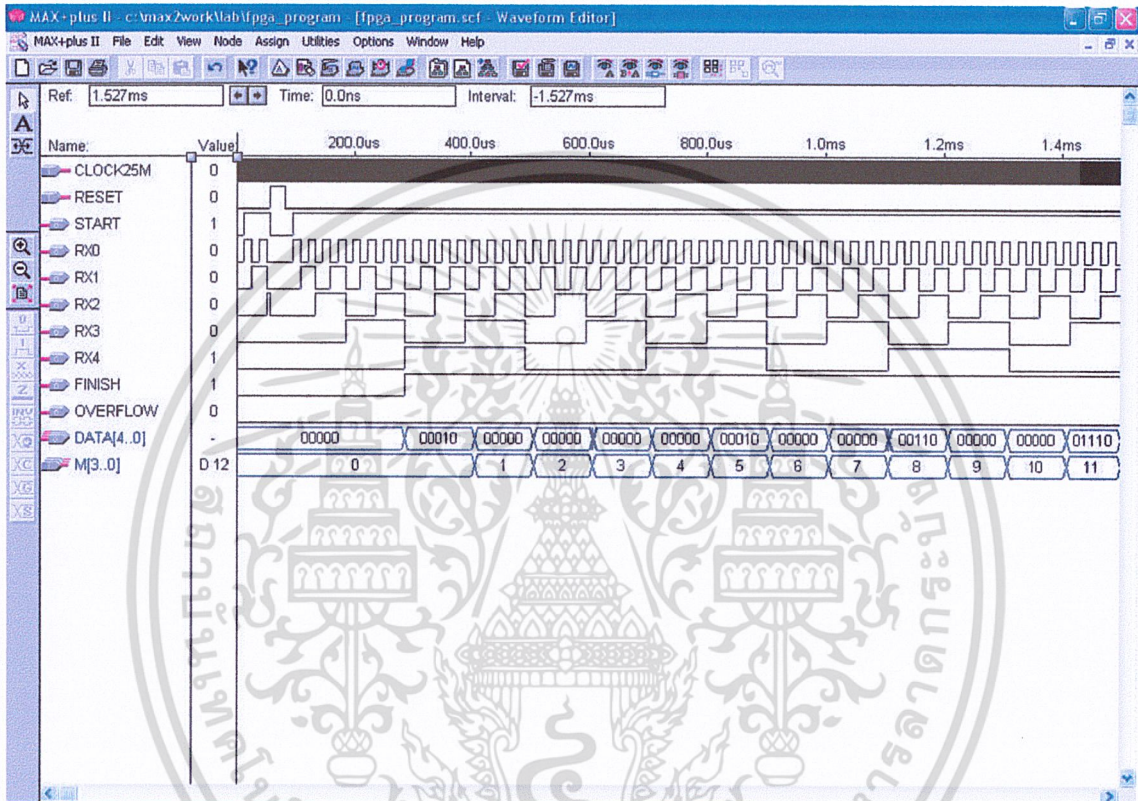 MAX+plus II - c:\max2work\lab\fpga_program - [fpga_program.scf - Waveform Editor]
MAX+plus II File Edit View Node Assign Utilities Options Window Help
Ref: 1.527ms Time: 0.0ns Interval: -1.527ms
Name: Value: 200.0us 400.0us 600.0us 800.0us 1.0ms 1.2ms 1.4ms
CLOCK25M 0
RESET 0
START 1
RX0 0
RX1 0
RX2 0
RX3 0
RX4 1
FINISH 1
OVERFLOW 0
DATA[4..0] - 00000 00010 00000 00000 00000 00000 00010 00000 00000 00110 00000 00000 01110
M[3..0] D 12 0 1 2 3 4 5 6 7 8 9 10 11